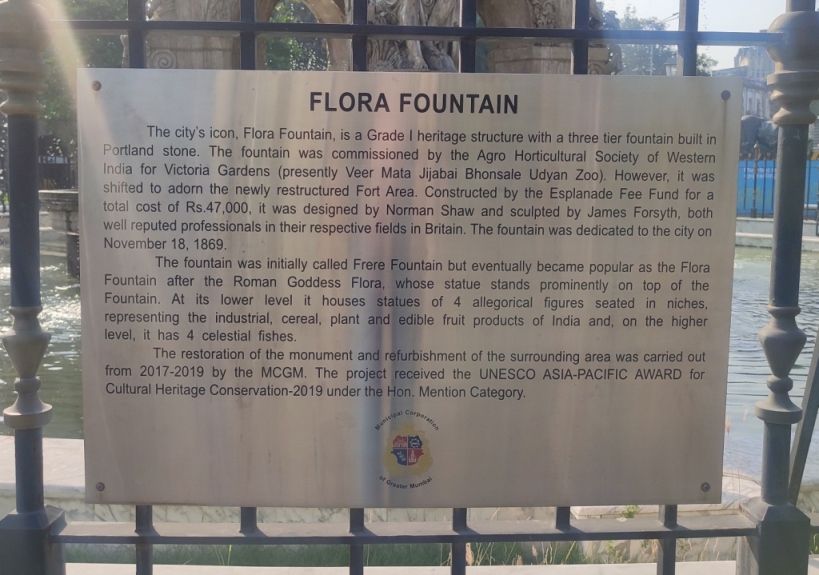 FLORA FOUNTAIN
The city's icon, Flora Fountain, is a Grade I heritage structure with a three tier fountain built in
Portland stone. The fountain was commissioned by the Agro Horticultural Society of Western
India for Victoria Gardens (presently Veer Mata Jijabai Bhonsale Udyan Zoo). However, it was
shifted to adorn the newly restructured Fort Area. Constructed by the Esplanade Fee Fund for a
total cost of Rs.47,000, it was designed by Norman Shaw and sculpted by James Forsyth, both
well reputed professionals in their respective fields in Britain. The fountain was dedicated to the city on
November 18, 1869.
The fountain was initially called Frere Fountain but eventually became popular as the Flora
Fountain after the Roman Goddess Flora, whose statue stands prominently on top of the
Fountain. At its lower level it houses statues of 4 allegorical figures seated in niches,
representing the industrial, cereal, plant and edible fruit products of India and, on the higher
level, it has 4 celestial fishes.
The restoration of the monument and refurbishment of the surrounding area was carried out
from 2017-2019 by the MCGM. The project received the UNESCO ASIA-PACIFIC AWARD for
Cultural Heritage Conservation-2019 under the Hon. Mention Category.
Municipal Corporation
of Greater Mumbai